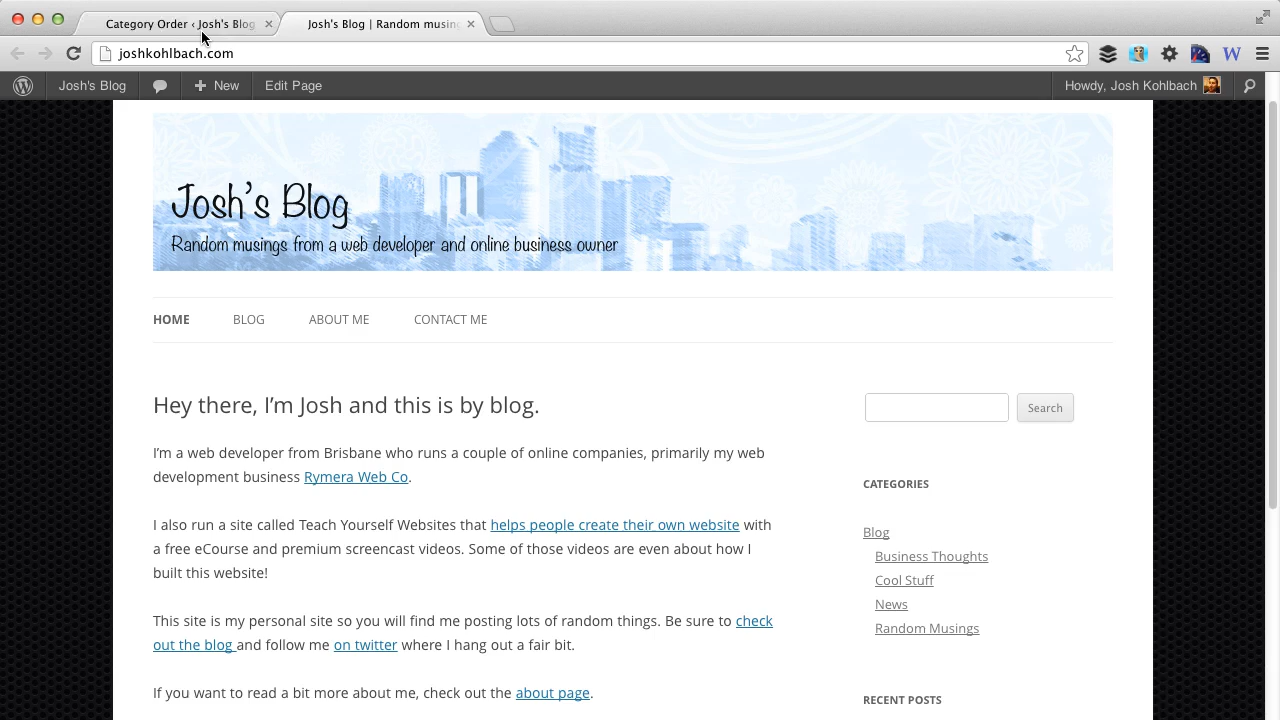 Category Order ‹ Josh's Blog
Josh's Blog | Random musin
joshkohlbach.com
Josh's Blog
New
Edit Page
Howdy, Josh Kohlbach
Josh's Blog
Random musings from a web developer and online business owner
HOME
BLOG
ABOUT ME
CONTACT ME
Hey there, I'm Josh and this is by blog.
Search
I'm a web developer from Brisbane who runs a couple of online companies, primarily my web
development business Rymera Web Co.
I also run a site called Teach Yourself Websites that helps people create their own website with
a free eCourse and premium screencast videos. Some of those videos are even about how I
built this website!
This site is my personal site so you will find me posting lots of random things. Be sure to check
out the blog and follow me on twitter where I hang out a fair bit.
If you want to read a bit more about me, check out the about page.
CATEGORIES
Blog
Business Thoughts
Cool Stuff
News
Random Musings
RECENT POSTS